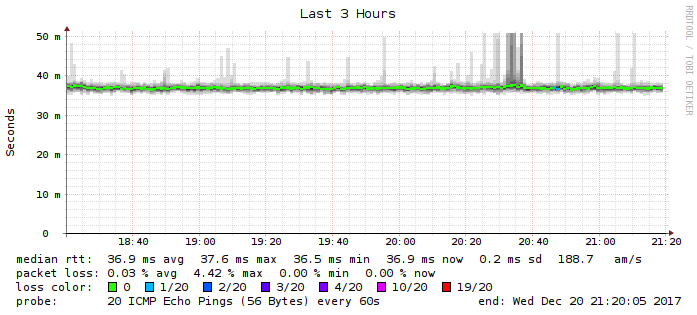 Last 3 Hours
RRDTOOL / TOBI OETIKER
Seconds
50 m
40 m
30 m
20 m
10 m
0
18:40 19:00 19:20 19:40 20:00 20:20 20:40 21:00 21:20
median rtt: 36.9 ms avg 37.6 ms max 36.5 ms min 36.9 ms now 0.2 ms sd 188.7 am/s
packet loss: 0.03 % avg 4.42 % max 0.00 % min 0.00 % now
loss color: 0 1/20 2/20 3/20 4/20 10/20 19/20
probe: 20 ICMP Echo Pings (56 Bytes) every 60s end: Wed Dec 20 21:20:05 2017